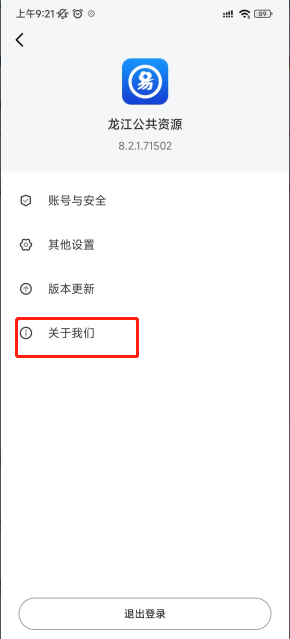 上午9:21
89
易
龙江公共资源
8.2.1.71502
账号与安全
其他设置
版本更新
关于我们
退出登录